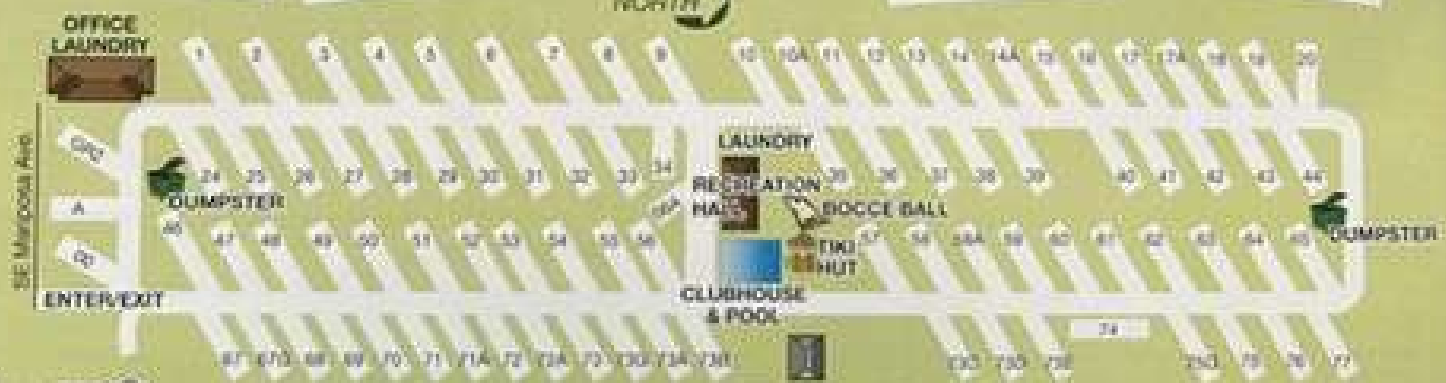 NORTH
OFFICE
LAUNDRY
1 2 3 4 5 6 7 8 9 10 10A 11 12 13 14 14A 15 16 17 17A 18 19 20
SE Mariposa Ave.
LAUNDRY
24 25 26 27 28 29 30 31 32 33 34
35 36 37 38 39 40 41 42 43 44
RECREATION
HALL
A
DUMPSTER
BOCCE BALL
DUMPSTER
46 47 48 49 50 51 52 53 54 55 56
57 58 58A 59 60 61 62 63 64 65
TIKI
HUT
ENTER/EXIT
CLUBHOUSE
& POOL
74
67 68 69 70 71 71A 72 72A 73 73A
75 76 77